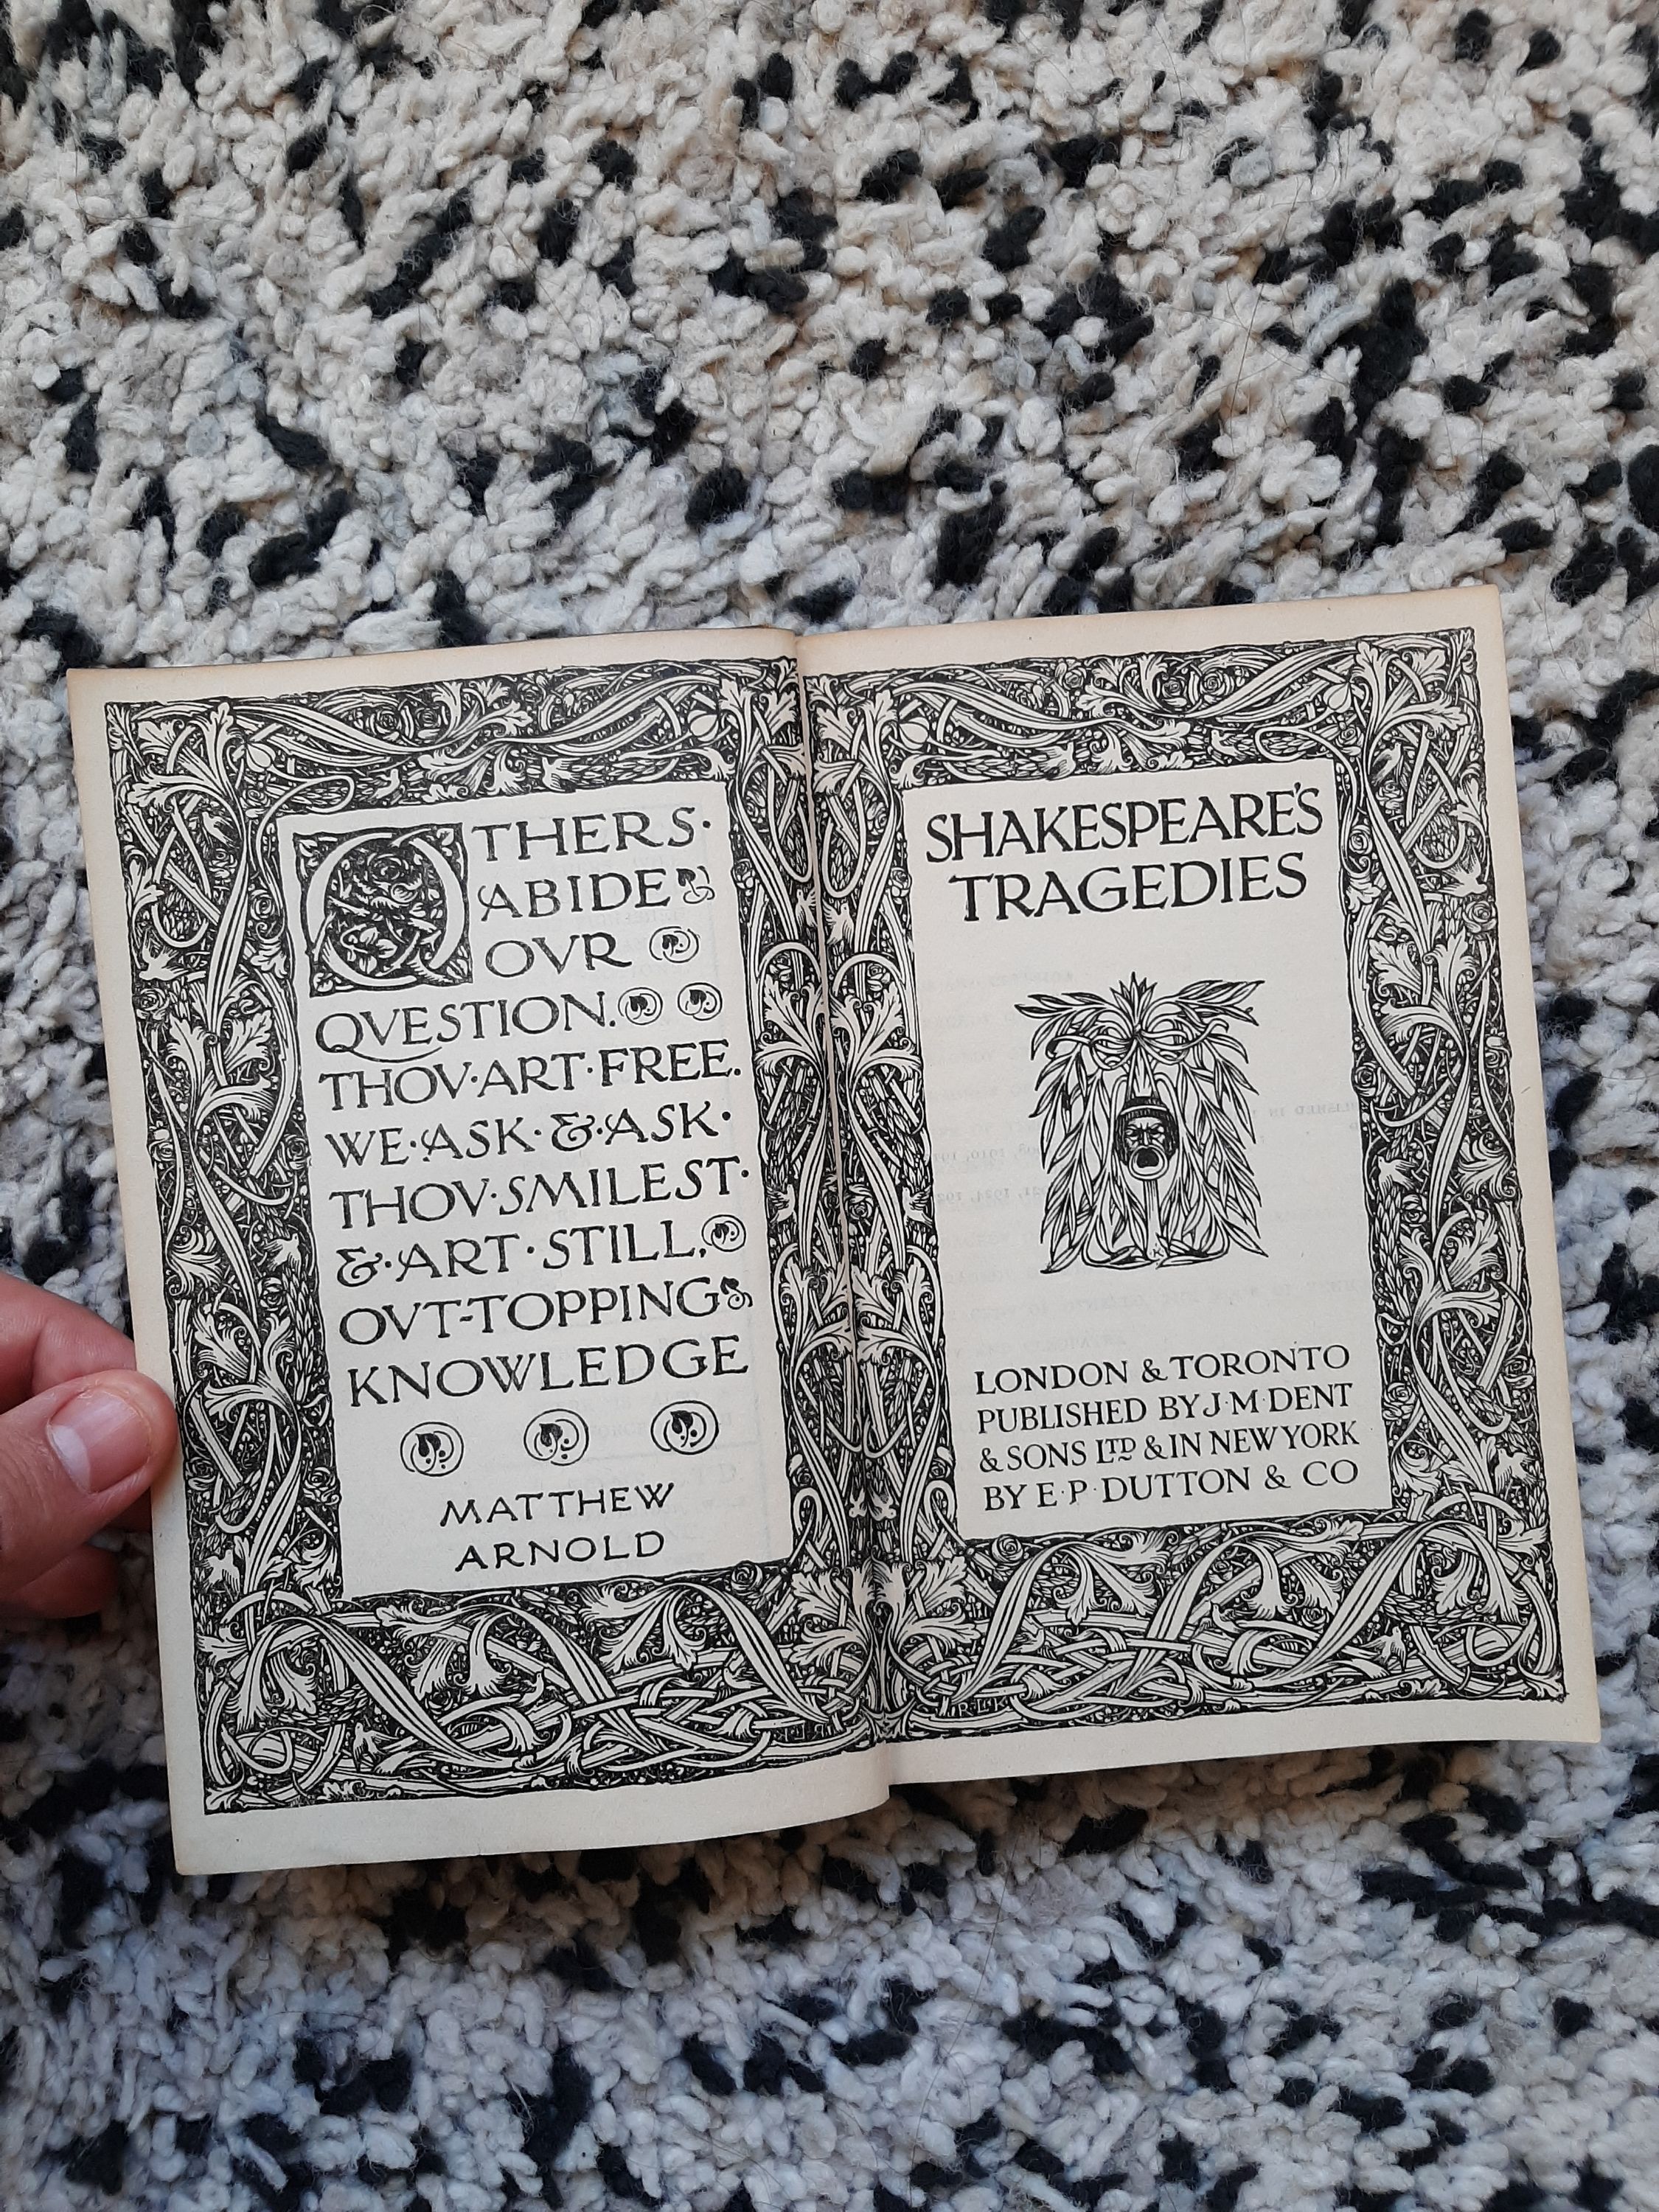 OTHERS·
ABIDE
OVR
QVESTION.
THOV·ART·FREE.
WE·ASK·&·ASK·
THOV·SMILEST·
&·ART·STILL,
OVT-TOPPING
KNOWLEDGE
MATTHEW
ARNOLD
SHAKESPEARE'S
TRAGEDIES
LONDON & TORONTO
PUBLISHED BY J·M·DENT
& SONS LTD & IN NEW YORK
BY E·P·DUTTON & CO
R·L·K